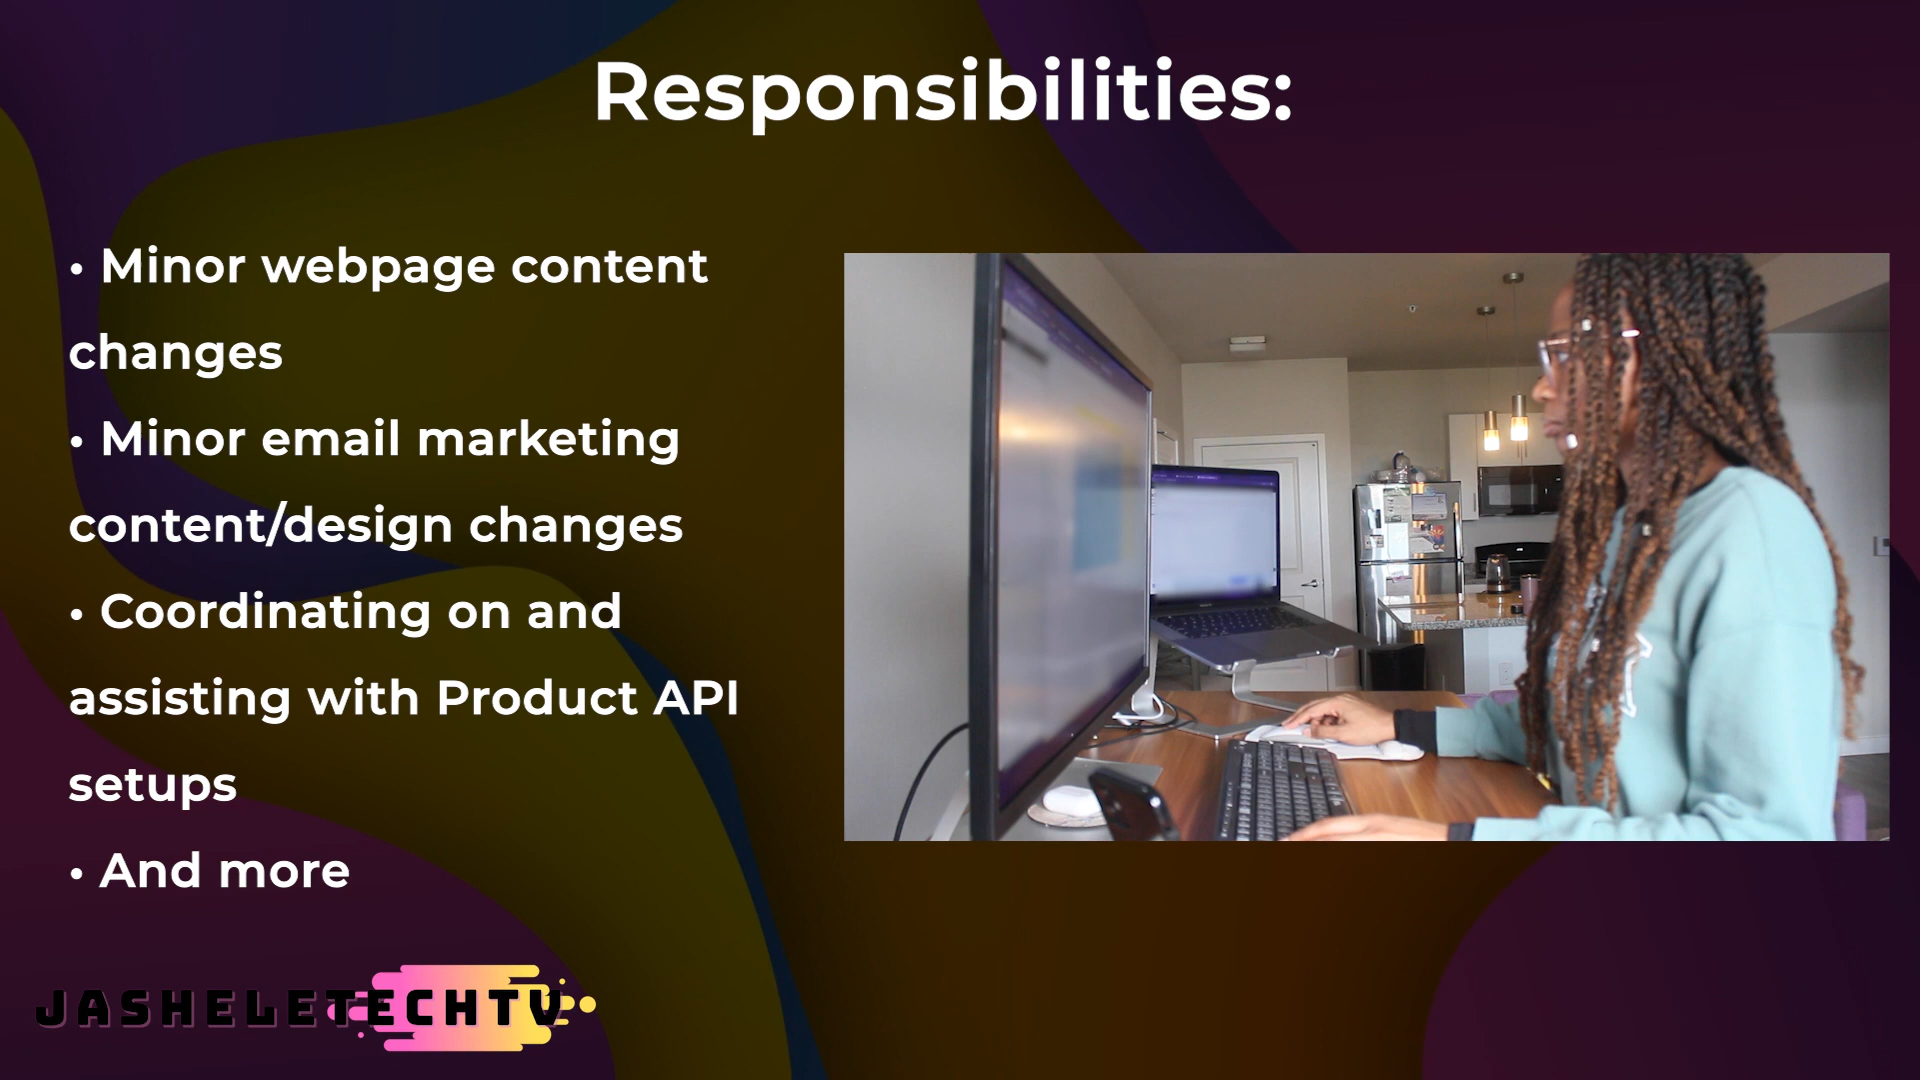 Responsibilities:
• Minor webpage content
changes
• Minor email marketing
content/design changes
• Coordinating on and
assisting with Product API
setups
• And more
JASHELETECHTV